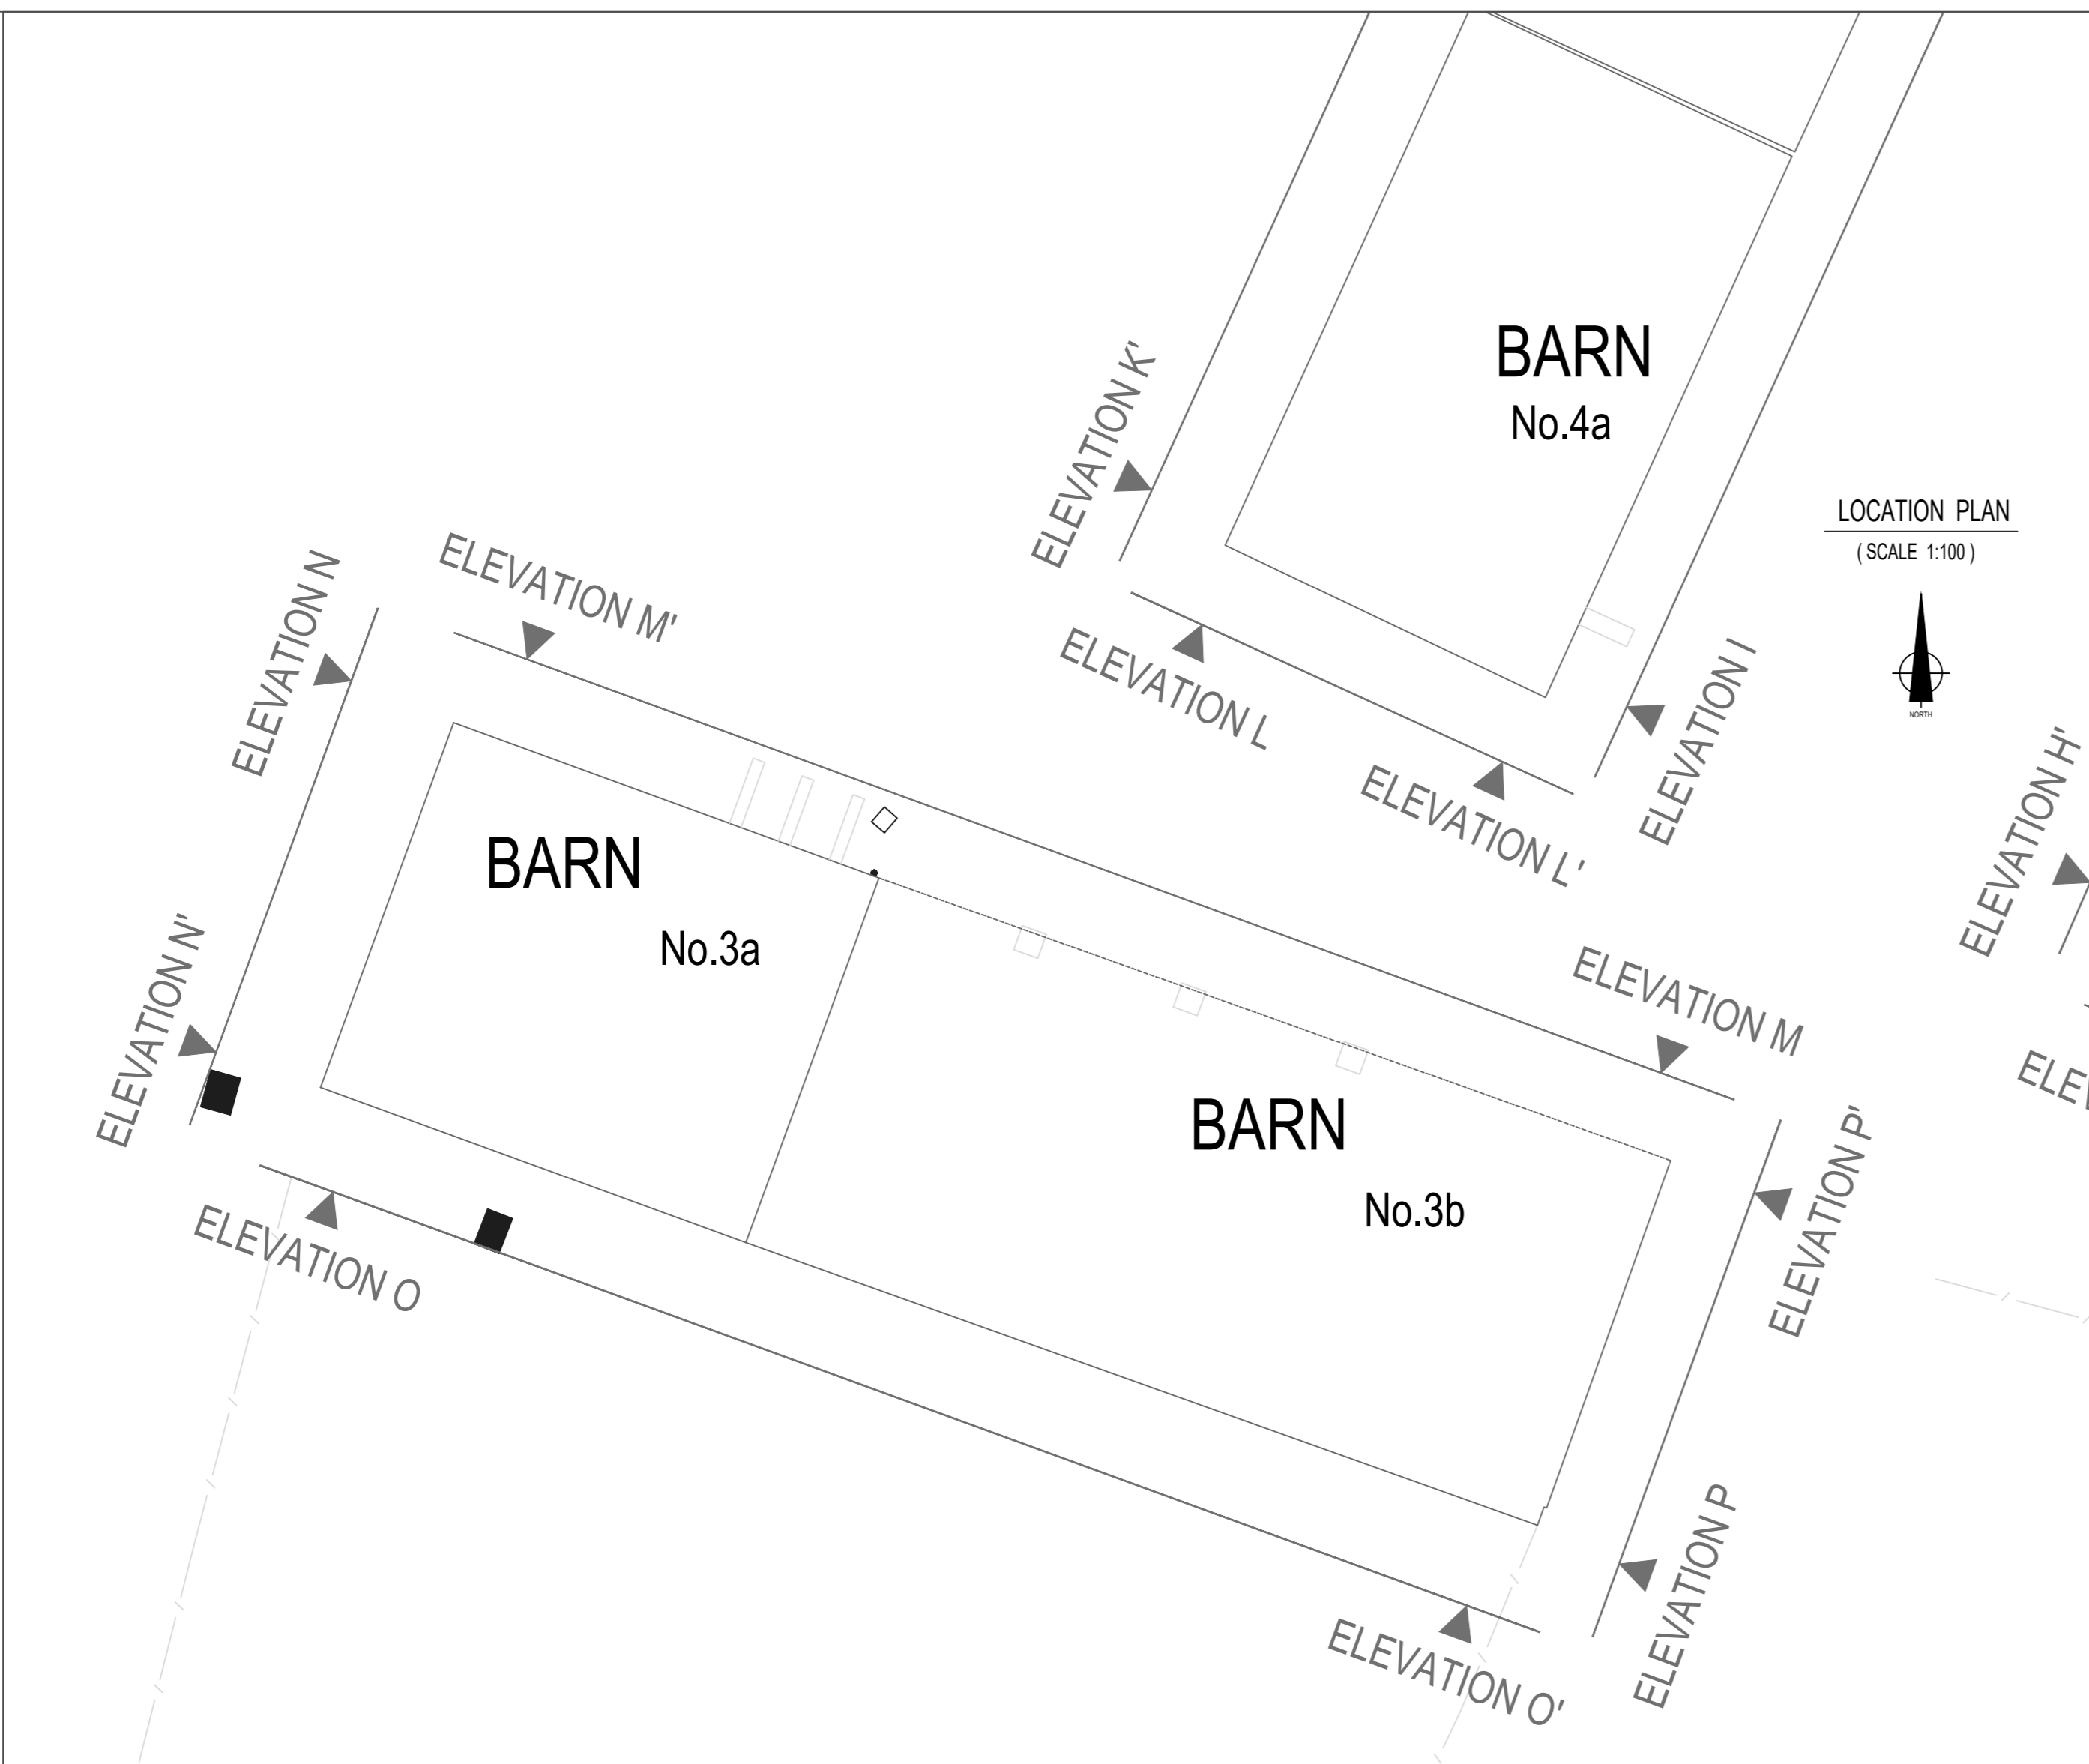 BARN
No.4a
ELEVATION K'
LOCATION PLAN
( SCALE 1:100 )
NORTH
ELEVATION N
ELEVATION M'
ELEVATION L
ELEVATION L'
ELEVATION I
ELEVATION H'
BARN
No.3a
ELEVATION N'
ELEVATION M
ELEV
BARN
No.3b
ELEVATION P'
ELEVATION O
ELEVATION P
ELEVATION O'